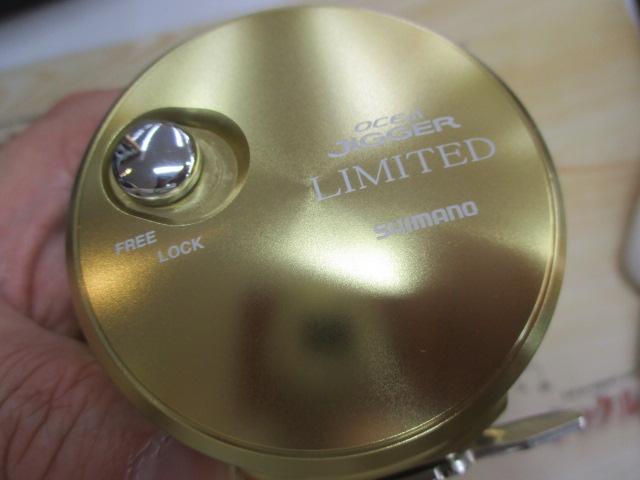 OCEA
JIGGER
LIMITED
SHIMANO
FREE
LOCK